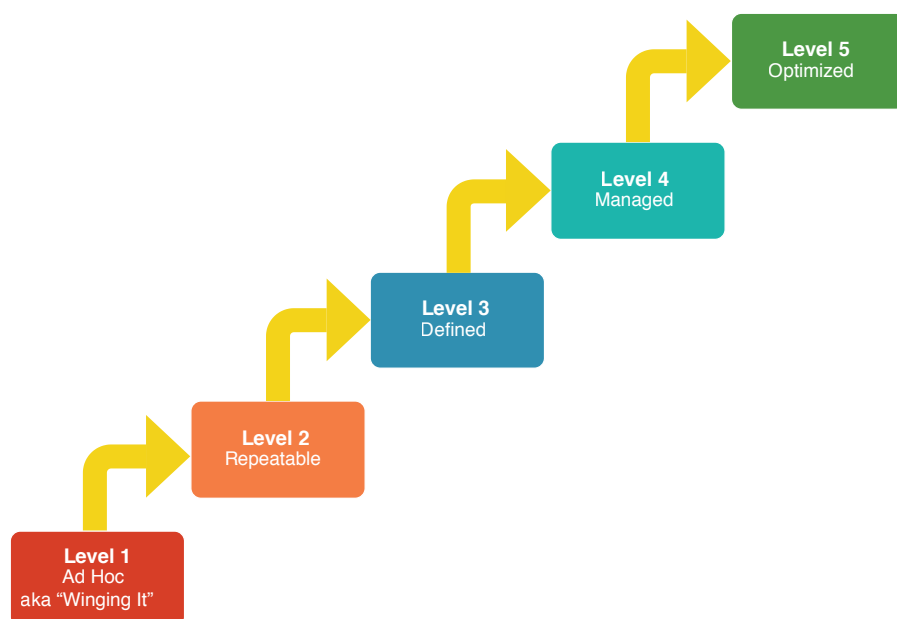 Level 5
Optimized
Level 4
Managed
Level 3
Defined
Level 2
Repeatable
Level 1
Ad Hoc
aka “Winging It”